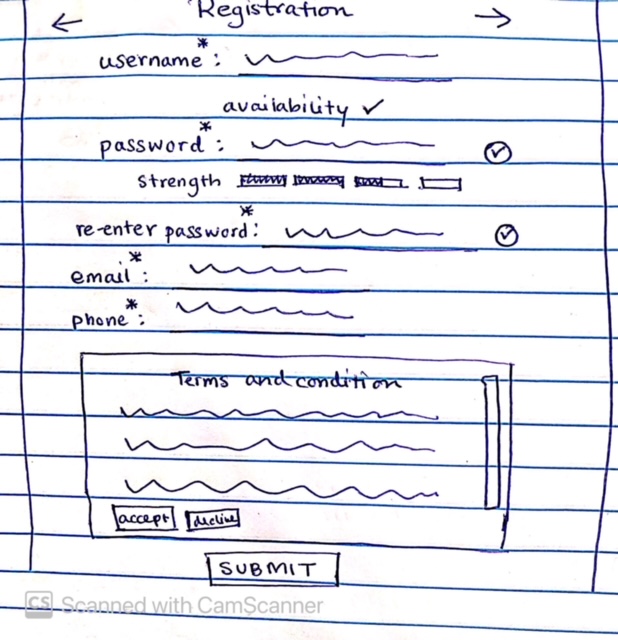 ← Registration →
username*:
availability ✓
password*:
strength
re-enter password*:
email*:
phone*:
Terms and condition
accept decline
SUBMIT
CS Scanned with CamScanner